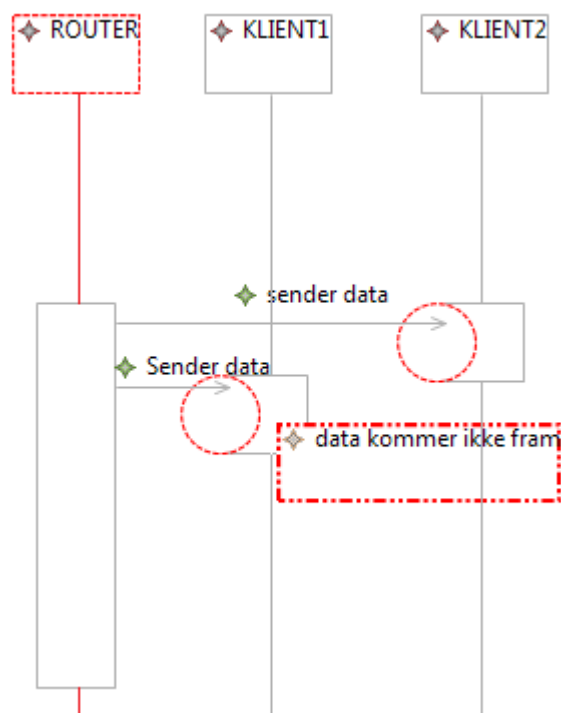 ROUTER
KLIENT1
KLIENT2
sender data
Sender data
data kommer ikke fram